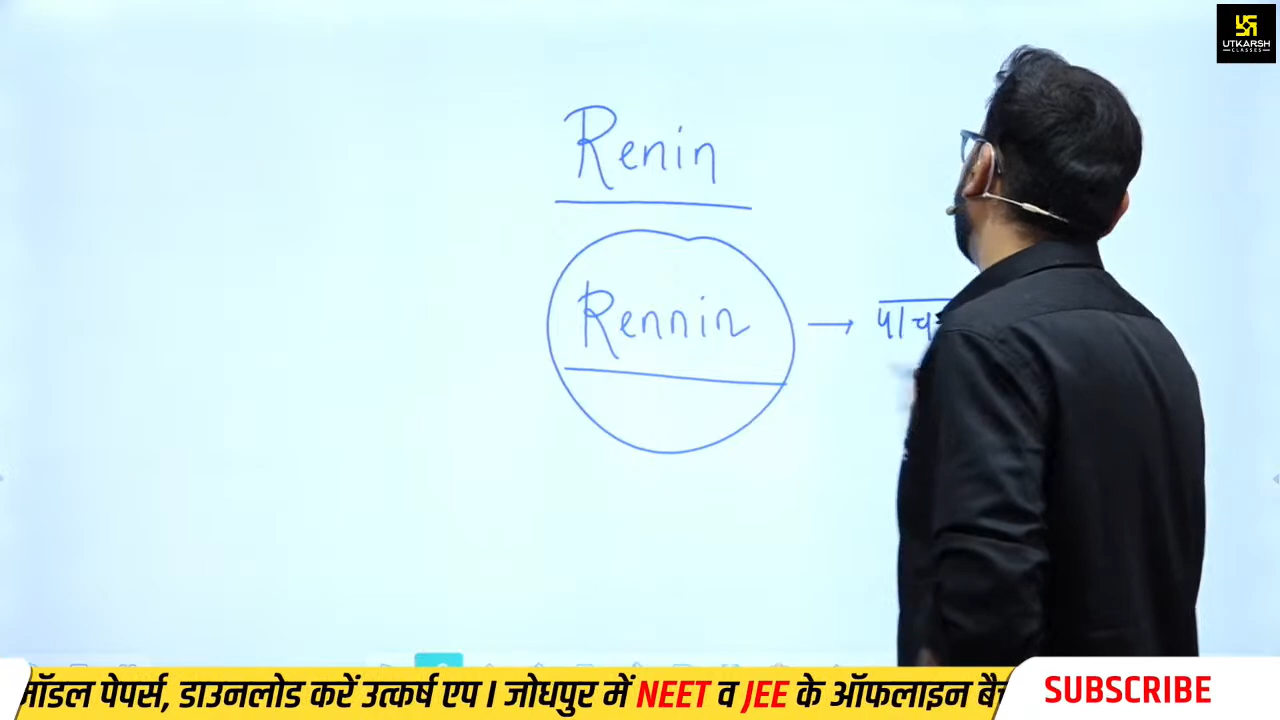 UTKARSH
CLASSES
Renin
Rennin → पाच
मॉडल पेपर्स, डाउनलोड करें उत्कर्ष एप । जोधपुर में NEET व JEE के ऑफलाइन
SUBSCRIBE